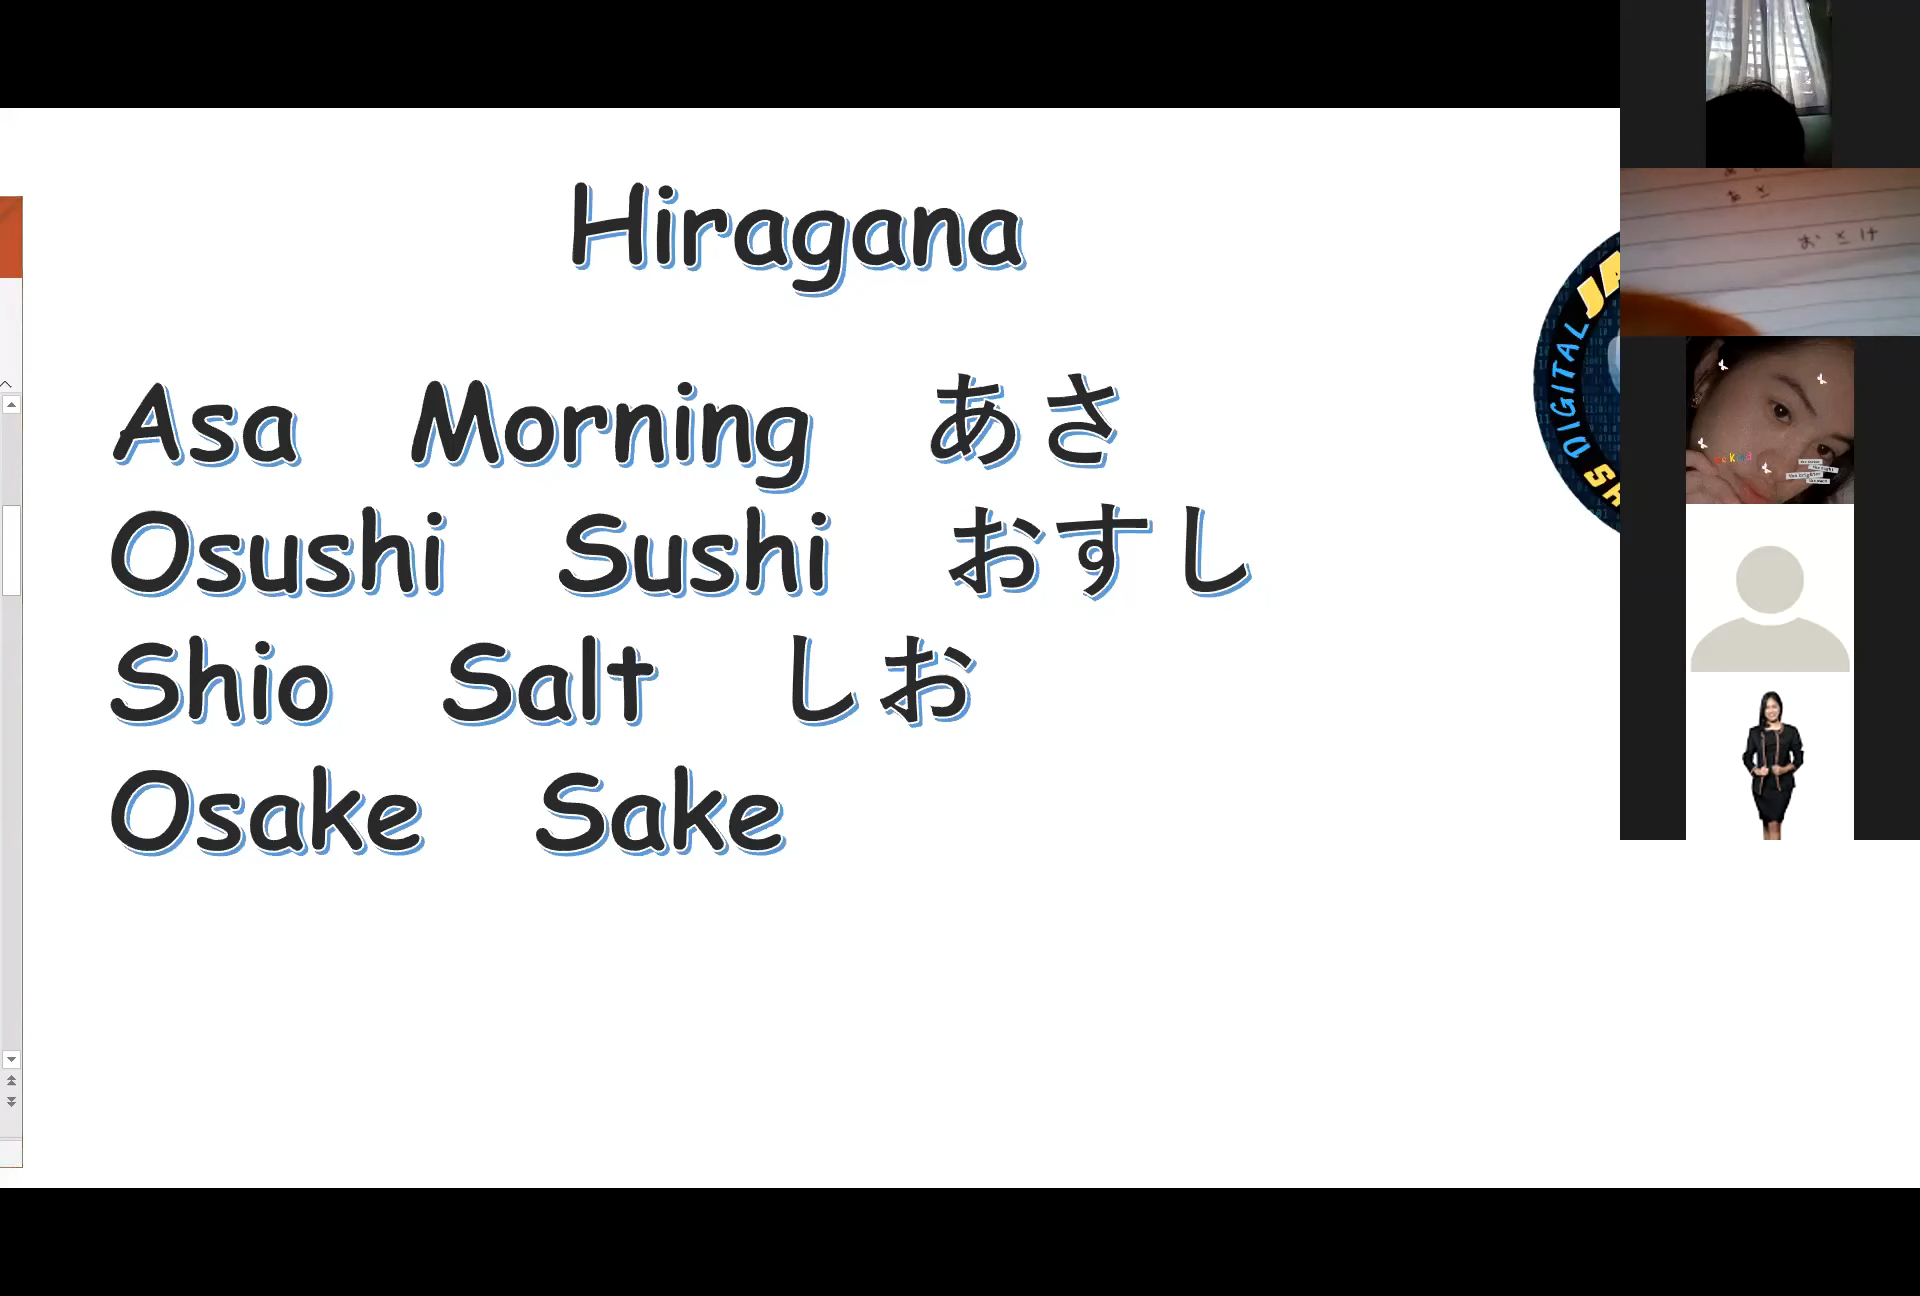 Hiragana
Asa Morning あさ
Osushi Sushi おすし
Shio Salt しお
Osake Sake
DIGITAL
おさけ